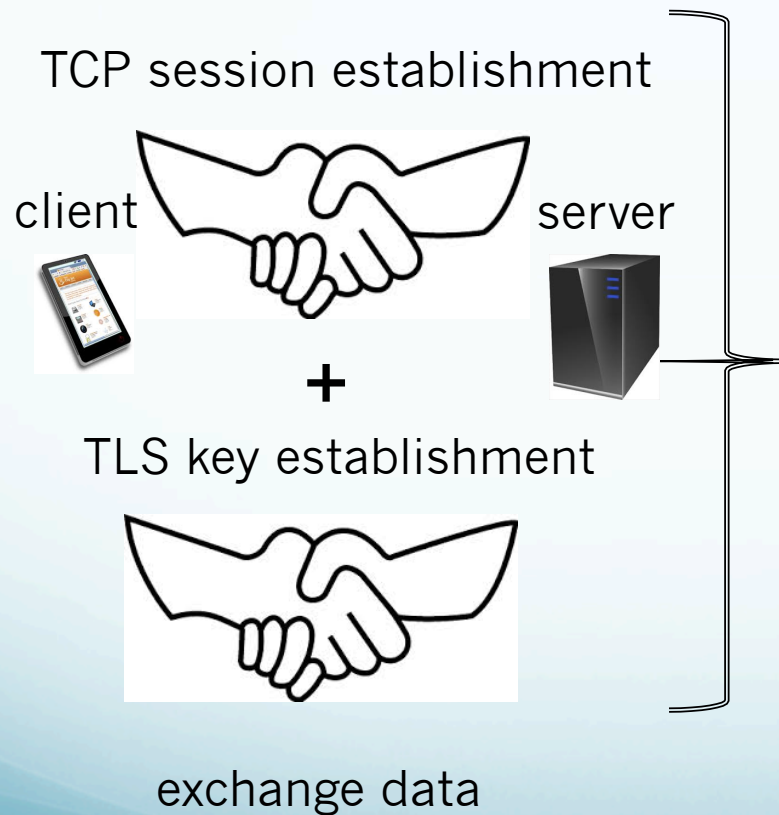 TCP session establishment
client
server
+
TLS key establishment
exchange data